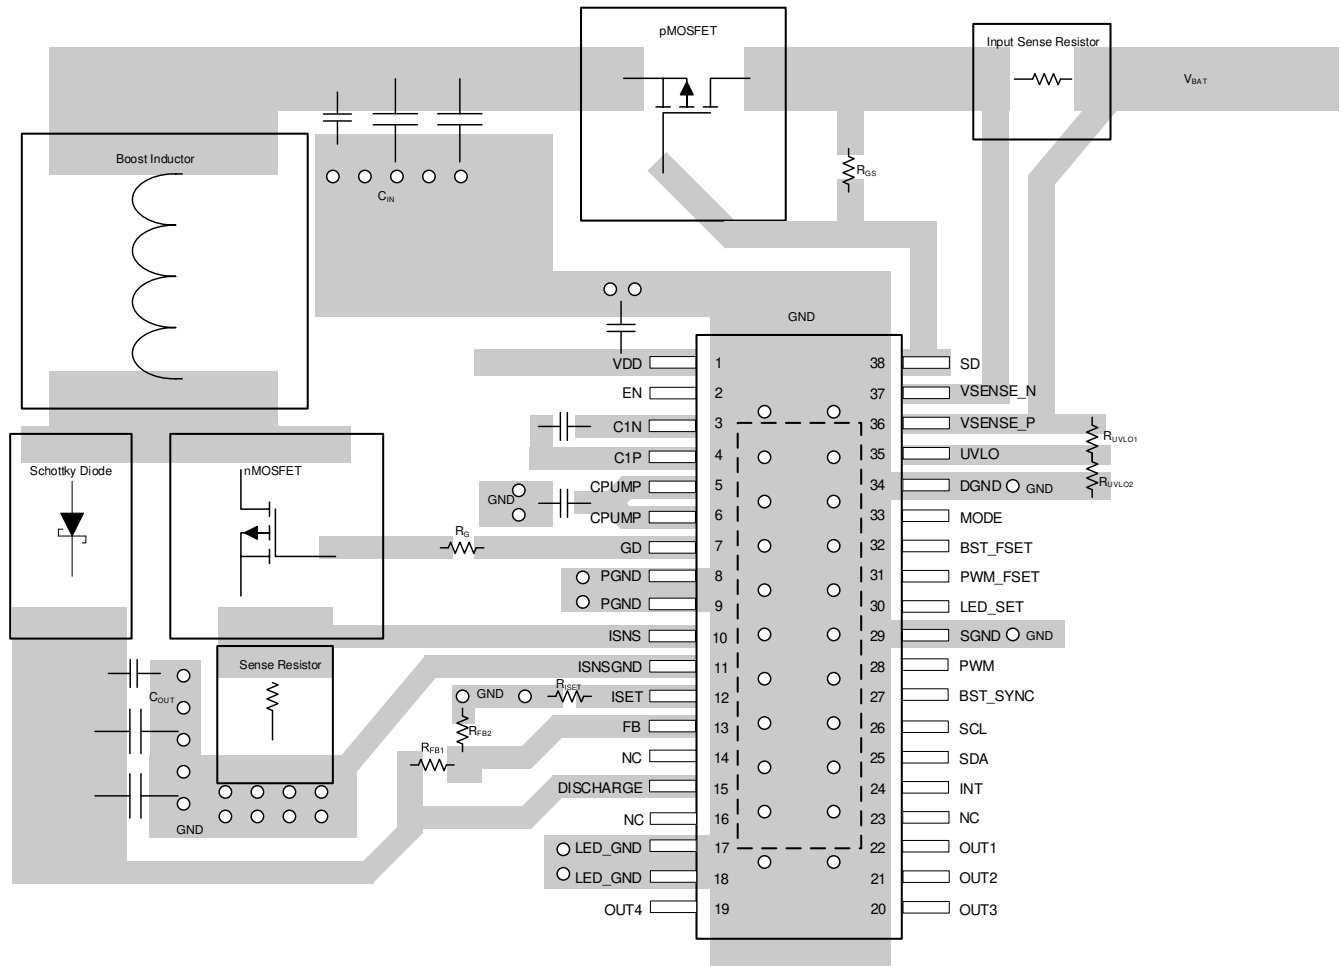 pMOSFET
Input Sense Resistor
VBAT
Boost Inductor
RGS
CIN
GND
VDD 1 38 SD
EN 2 37 VSENSE_N
C1N 3 36 VSENSE_P
RUVLO1
C1P 4 35 UVLO
Schottky Diode
nMOSFET
CPUMP 5 34 DGND GND
RUVLO2
GND
CPUMP 6 33 MODE
RG
GD 7 32 BST_FSET
PGND 8 31 PWM_FSET
PGND 9 30 LED_SET
ISNS 10 29 SGND GND
Sense Resistor
ISNSGND 11 28 PWM
COUT
GND
RISET
ISET 12 27 BST_SYNC
FB 13 26 SCL
RFB2
RFB1
NC 14 25 SDA
DISCHARGE 15 24 INT
NC 16 23 NC
GND
LED_GND 17 22 OUT1
LED_GND 18 21 OUT2
OUT4 19 20 OUT3